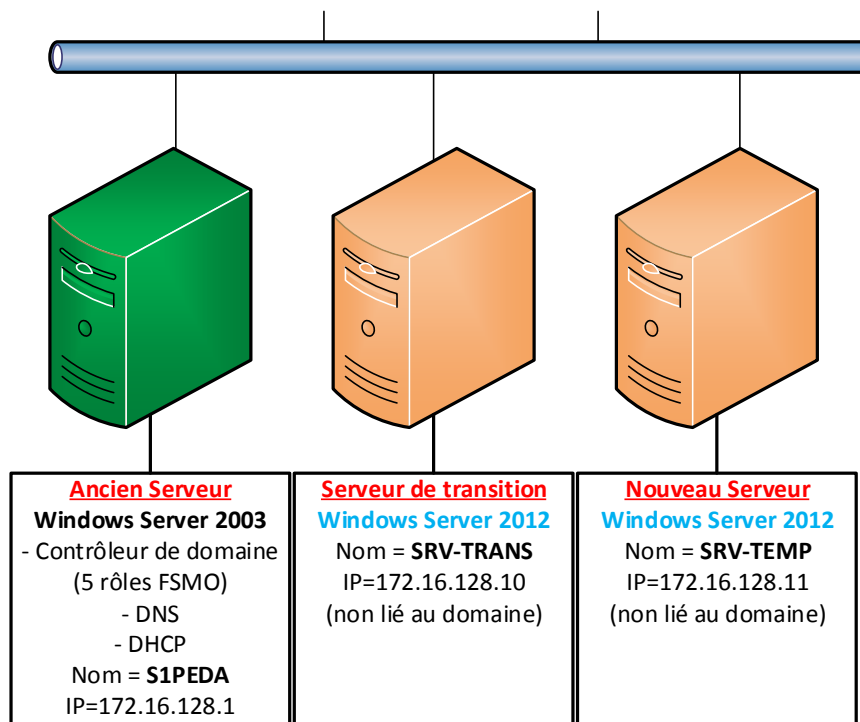 Ancien Serveur
Windows Server 2003
- Contrôleur de domaine
(5 rôles FSMO)
- DNS
- DHCP
Nom = S1PEDA
IP=172.16.128.1
Serveur de transition
Windows Server 2012
Nom = SRV-TRANS
IP=172.16.128.10
(non lié au domaine)
Nouveau Serveur
Windows Server 2012
Nom = SRV-TEMP
IP=172.16.128.11
(non lié au domaine)